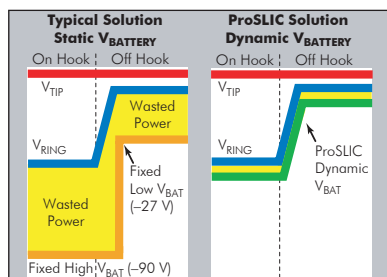 Typical Solution
Static VBATTERY
On Hook Off Hook
VTIP
Wasted
Power
VRING
Fixed
Low VBAT
(–27 V)
Wasted
Power
Fixed High VBAT (–90 V)
ProSLIC Solution
Dynamic VBATTERY
On Hook Off Hook
VTIP
VRING
ProSLIC
Dynamic
VBAT